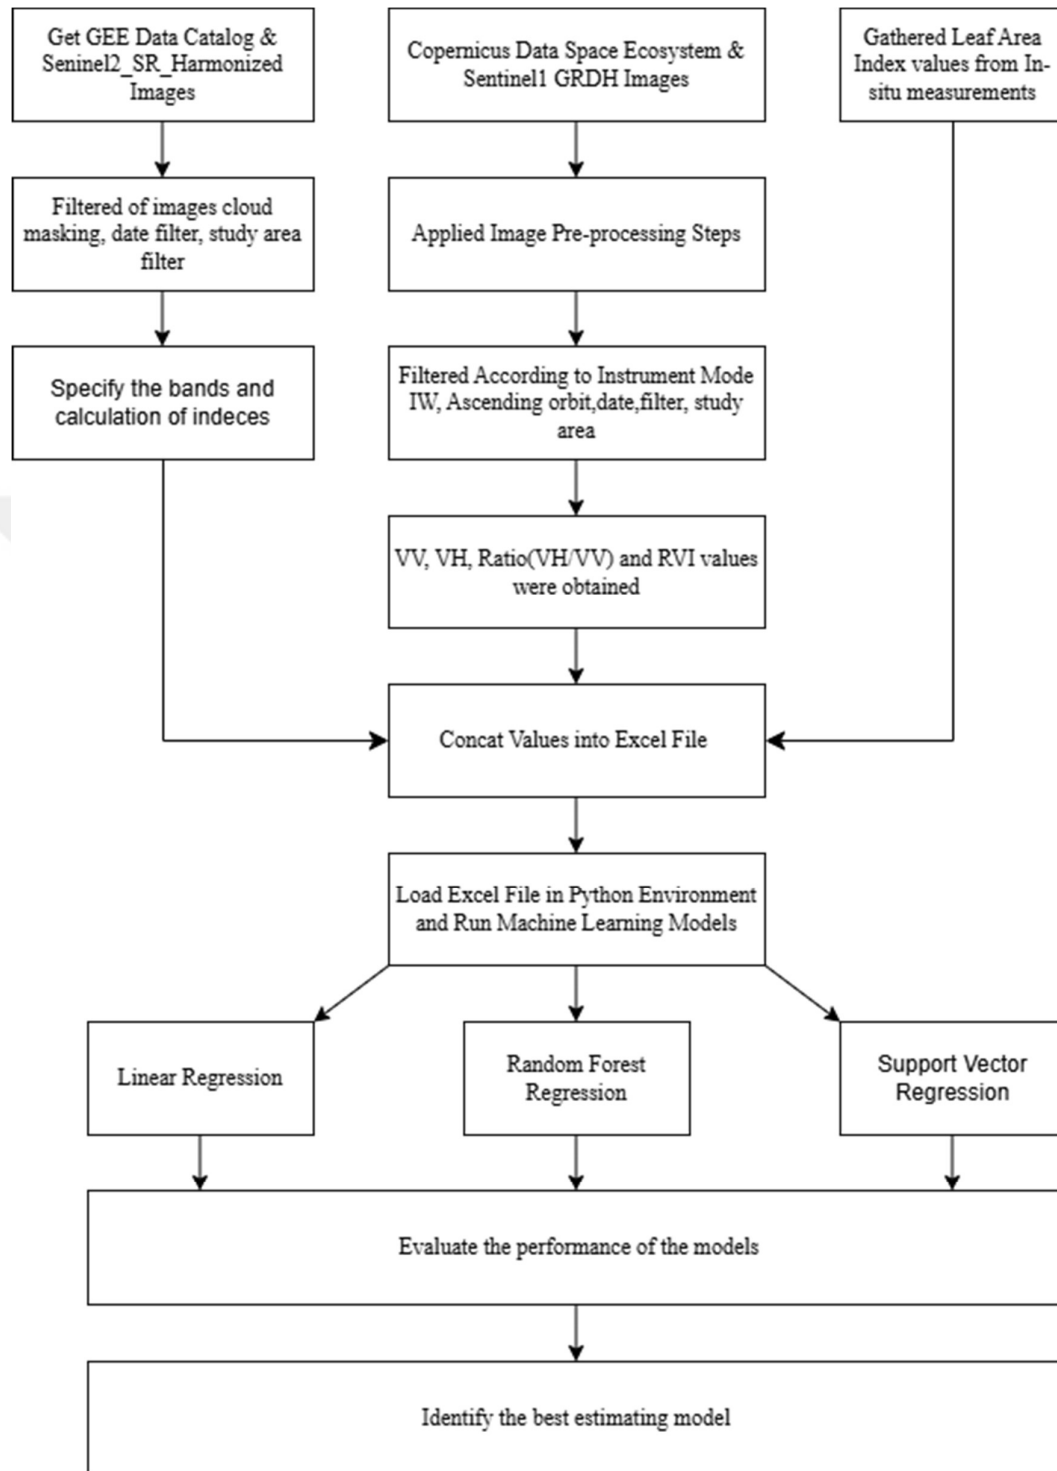 Get GEE Data Catalog &
Seninel2_SR_Harmonized
Images
Copernicus Data Space Ecosystem &
Sentinel1 GRDH Images
Gathered Leaf Area
Index values from In-
situ measurements
Filtered of images cloud
masking, date filter, study area
filter
Applied Image Pre-processing Steps
Specify the bands and
calculation of indeces
Filtered According to Instrument Mode
IW, Ascending orbit,date,filter, study
area
VV, VH, Ratio(VH/VV) and RVI values
were obtained
Concat Values into Excel File
Load Excel File in Python Environment
and Run Machine Learning Models
Linear Regression
Random Forest
Regression
Support Vector
Regression
Evaluate the performance of the models
Identify the best estimating model